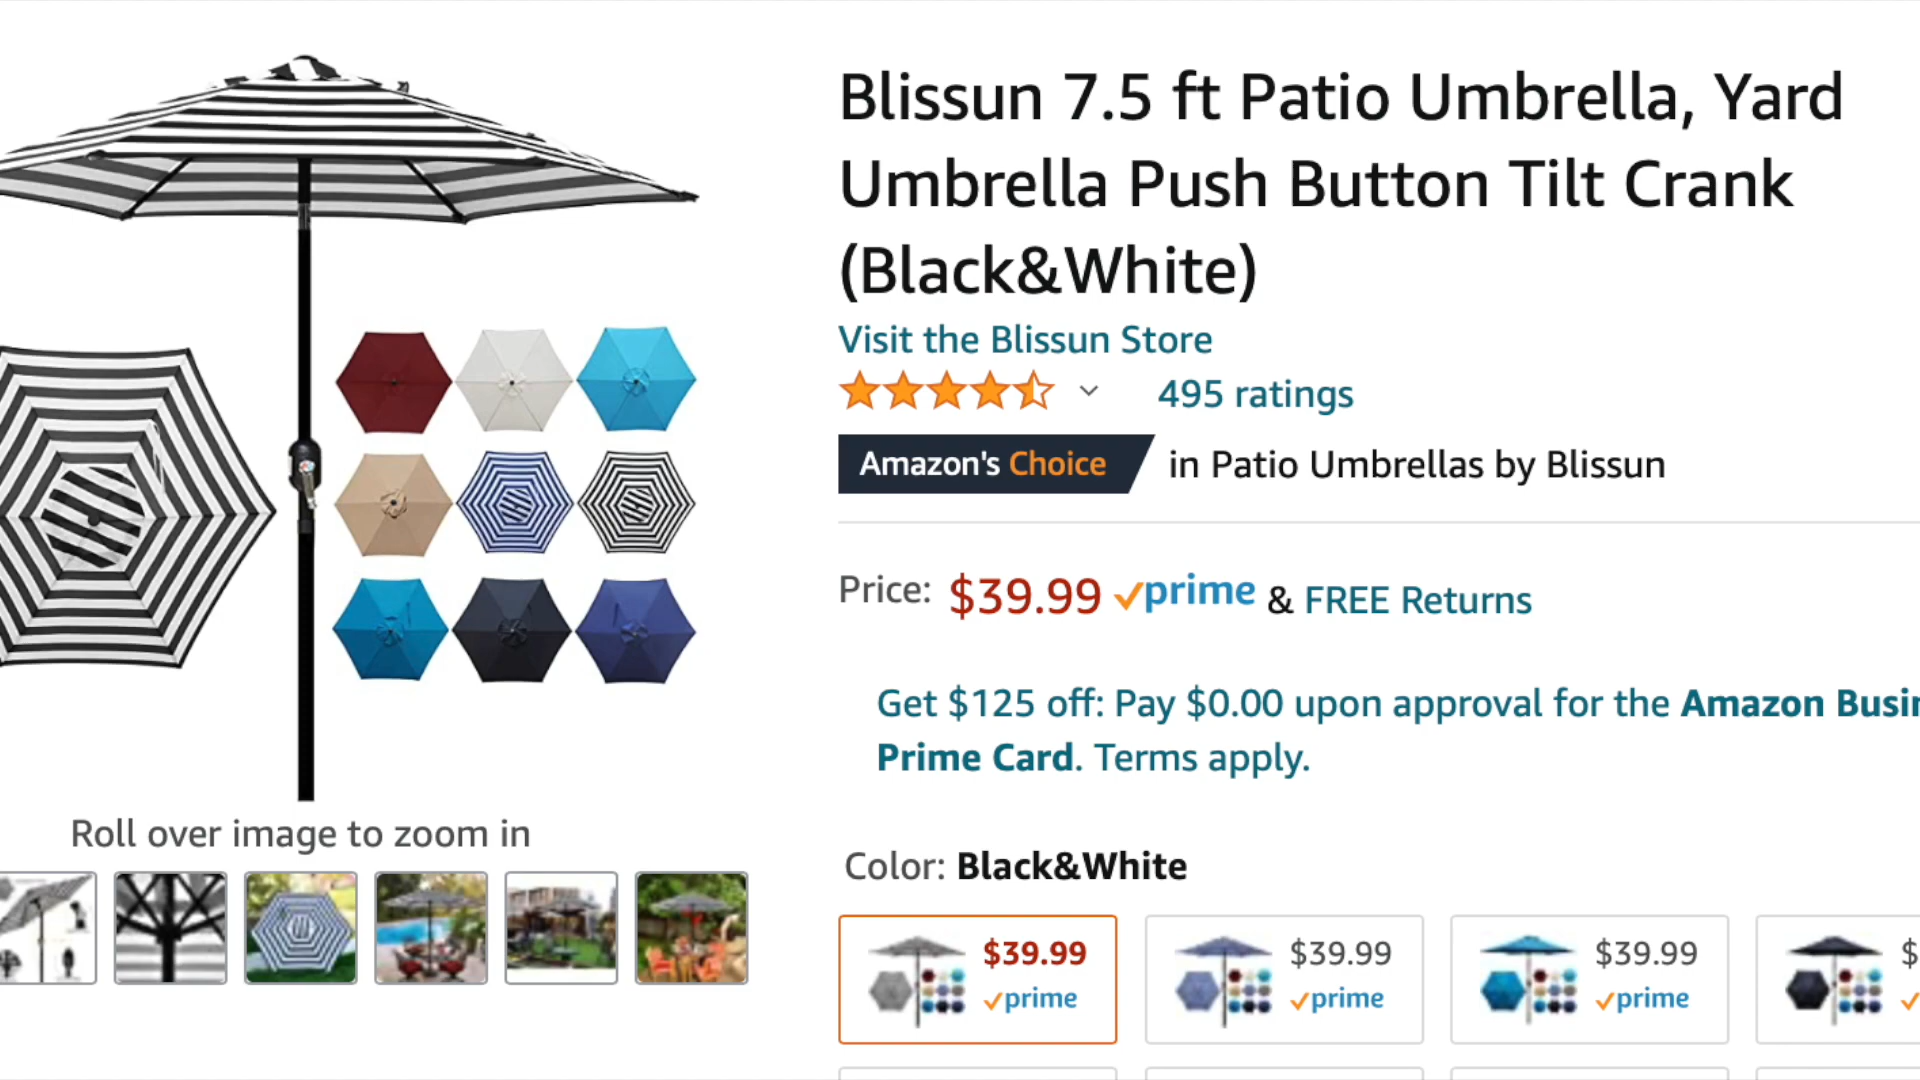 Blissun 7.5 ft Patio Umbrella, Yard
Umbrella Push Button Tilt Crank
(Black&White)
Visit the Blissun Store
495 ratings
Amazon's Choice in Patio Umbrellas by Blissun
Price: $39.99 prime & FREE Returns
Get $125 off: Pay $0.00 upon approval for the Amazon
Prime Card. Terms apply.
Roll over image to zoom in
Color: Black&White
$39.99 $39.99 $39.99 $
prime prime prime